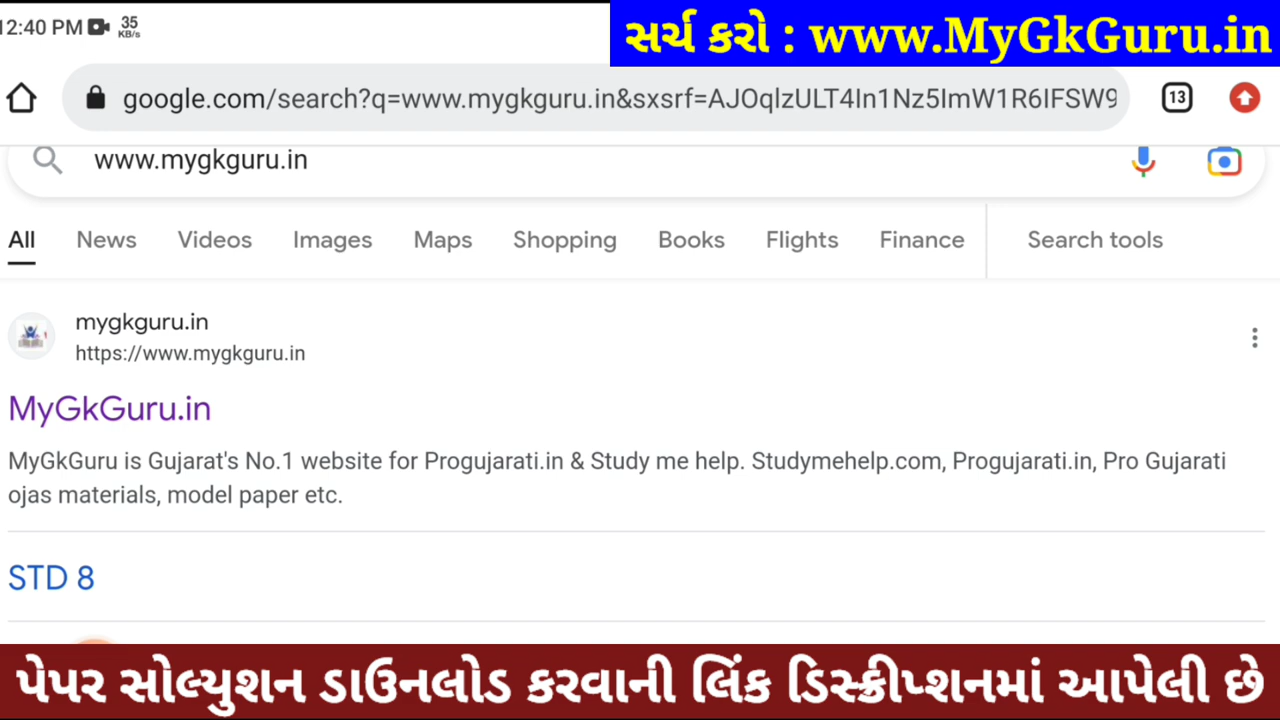 12:40 PM 35 KB/s
સર્ચ કરો : www.MyGkGuru.in
google.com/search?q=www.mygkguru.in&sxsrf=AJOqlzULT4In1Nz5ImW1R6IFSW9
13
www.mygkguru.in
All News Videos Images Maps Shopping Books Flights Finance Search tools
mygkguru.in
https://www.mygkguru.in
MyGkGuru.in
MyGkGuru is Gujarat's No.1 website for Progujarati.in & Study me help. Studymehelp.com, Progujarati.in, Pro Gujarati
ojas materials, model paper etc.
STD 8
પેપર સોલ્યુશન ડાઉનલોડ કરવાની લિંક ડિસ્ક્રીપ્શનમાં આપેલી છે